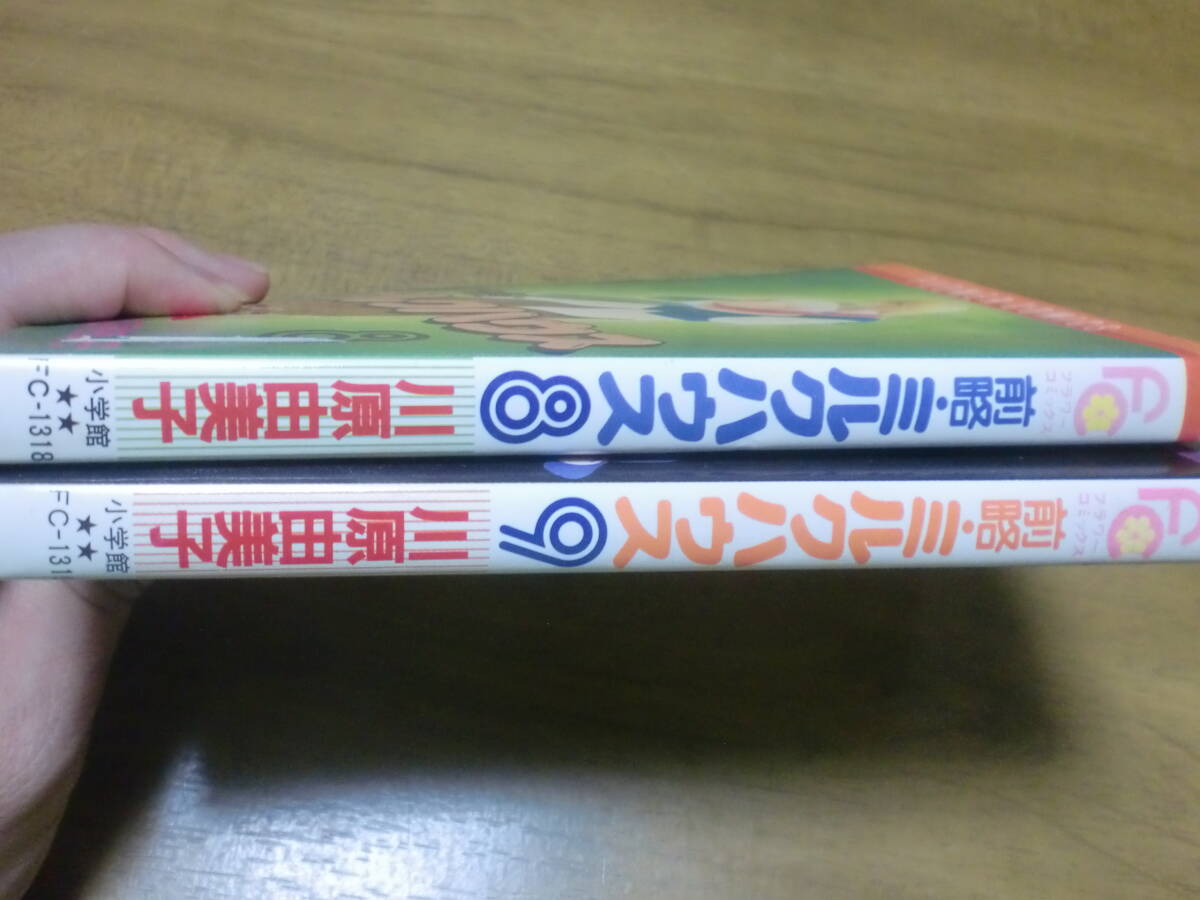 フラワーコミックス
前略・ミルクハウス
8
川原由美子
小学館
★★
FC-1318
フラワーコミックス
前略・ミルクハウス
9
川原由美子
小学館
★★
FC-131